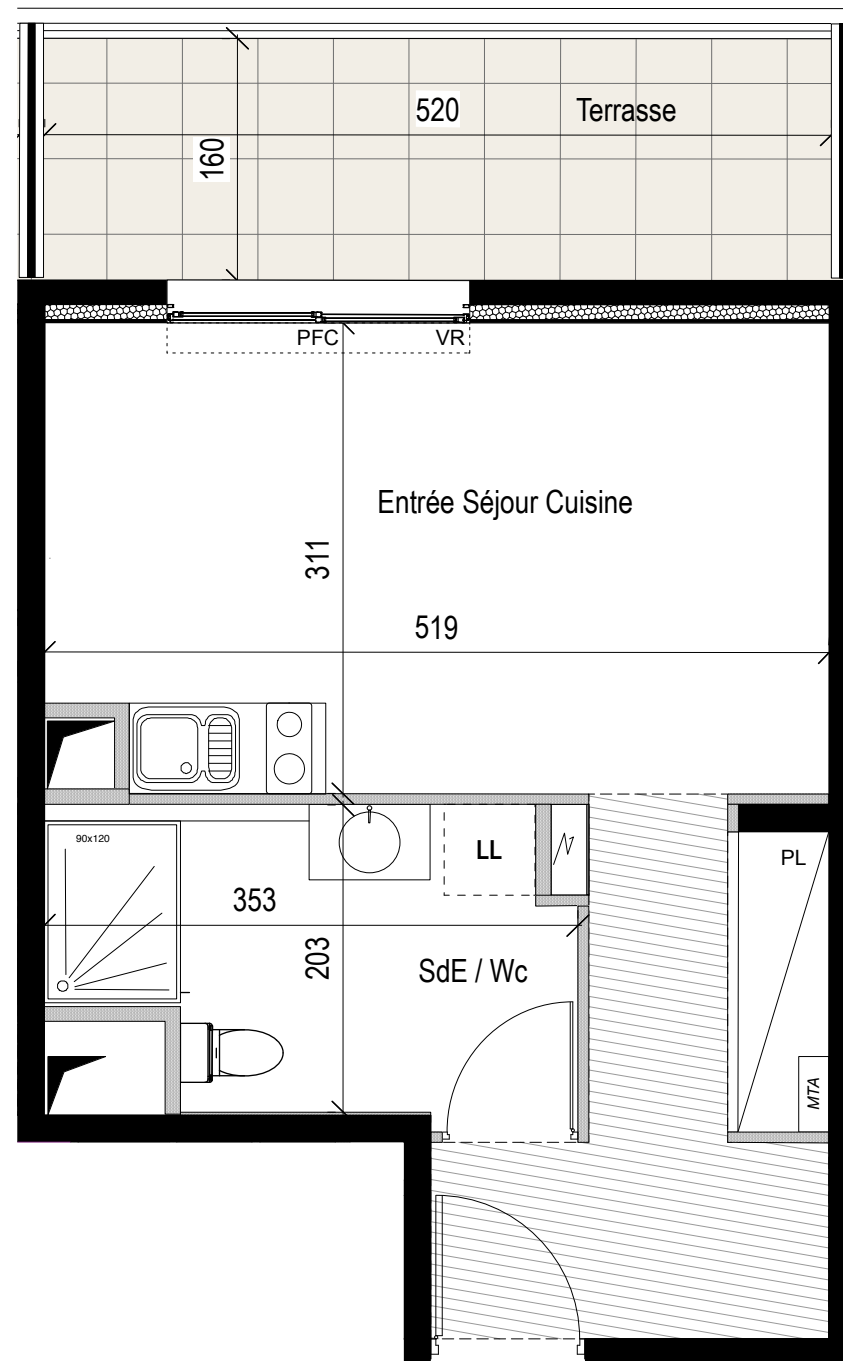 520
Terrasse
160
PFC
VR
Entrée Séjour Cuisine
311
519
90x120
LL
PL
353
203
SdE / Wc
MTA